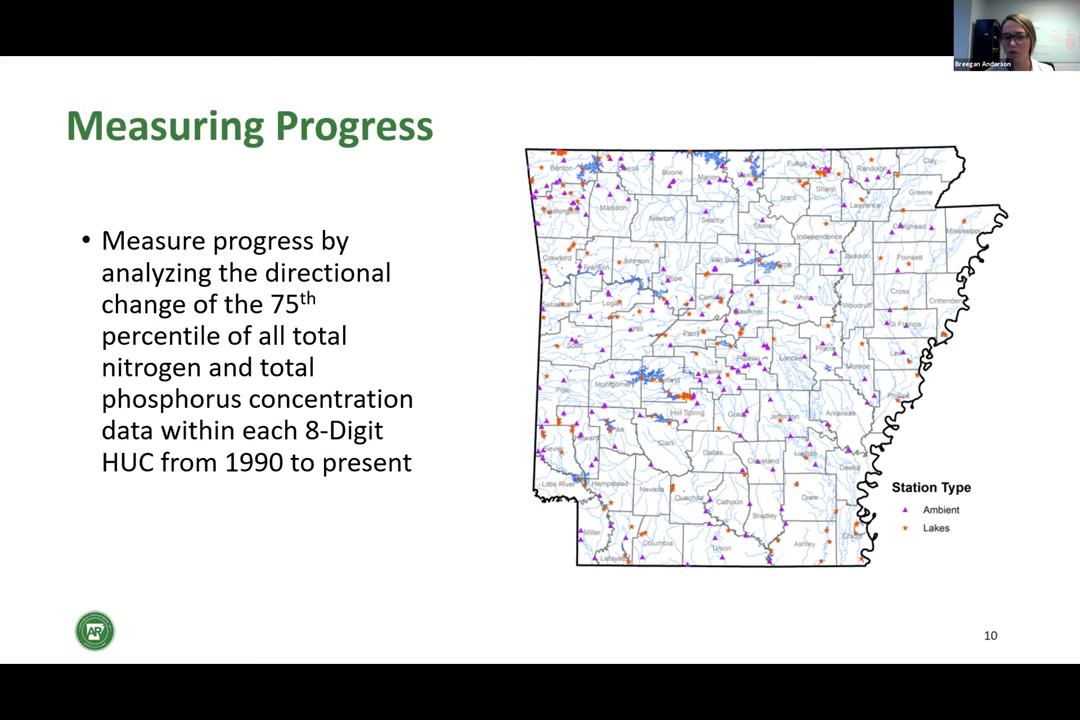 Breegan Anderson
Measuring Progress
• Measure progress by
analyzing the directional
change of the 75th
percentile of all total
nitrogen and total
phosphorus concentration
data within each 8-Digit
HUC from 1990 to present
Benton
Boone
Marion
Fulton
Randolph
Clay
Sharp
Greene
Izard
Lawrence
Washington
Madison
Newton
Searcy
Stone
Independence
Craighead
Mississippi
Crawford
Franklin
Johnson
Pope
Van Buren
Jackson
Poinsett
Cross
Crittenden
Sebastian
Logan
Conway
Faulkner
White
Woodruff
St Francis
Scott
Yell
Perry
Pulaski
Lonoke
Prairie
Monroe
Lee
Phillips
Polk
Montgomery
Garland
Saline
Hot Spring
Grant
Jefferson
Arkansas
Sevier
Howard
Pike
Clark
Dallas
Cleveland
Lincoln
Desha
Little River
Hempstead
Nevada
Ouachita
Calhoun
Bradley
Drew
Miller
Lafayette
Columbia
Union
Ashley
Station Type
Ambient
Lakes
AR
10